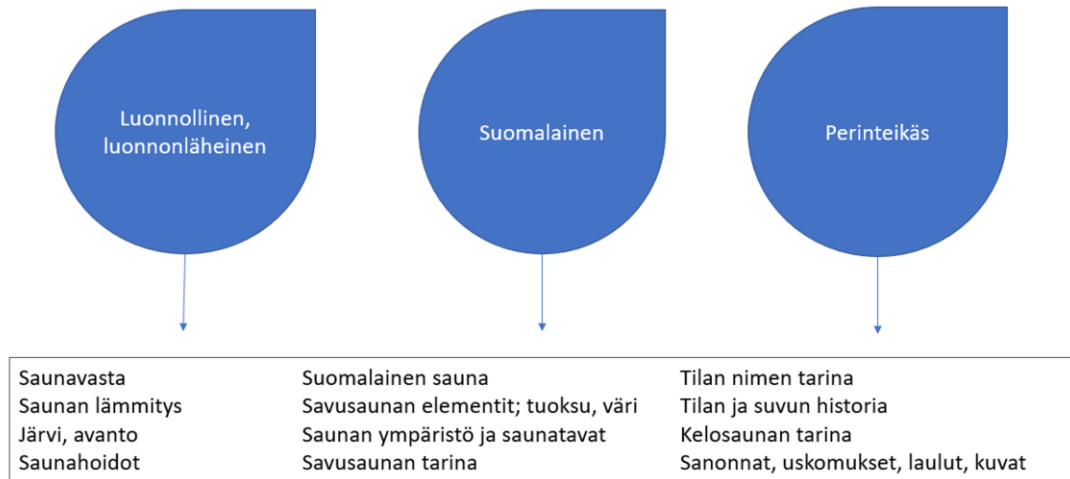 Luonnollinen,
luonnonläheinen
Suomalainen
Perinteikäs
Saunavasta
Saunan lämmitys
Järvi, avanto
Saunahoidot
Suomalainen sauna
Savusaunan elementit; tuoksu, väri
Saunan ympäristö ja saunatavat
Savusaunan tarina
Tilan nimen tarina
Tilan ja suvun historia
Kelosaunan tarina
Sanonnat, uskomukset, laulut, kuvat